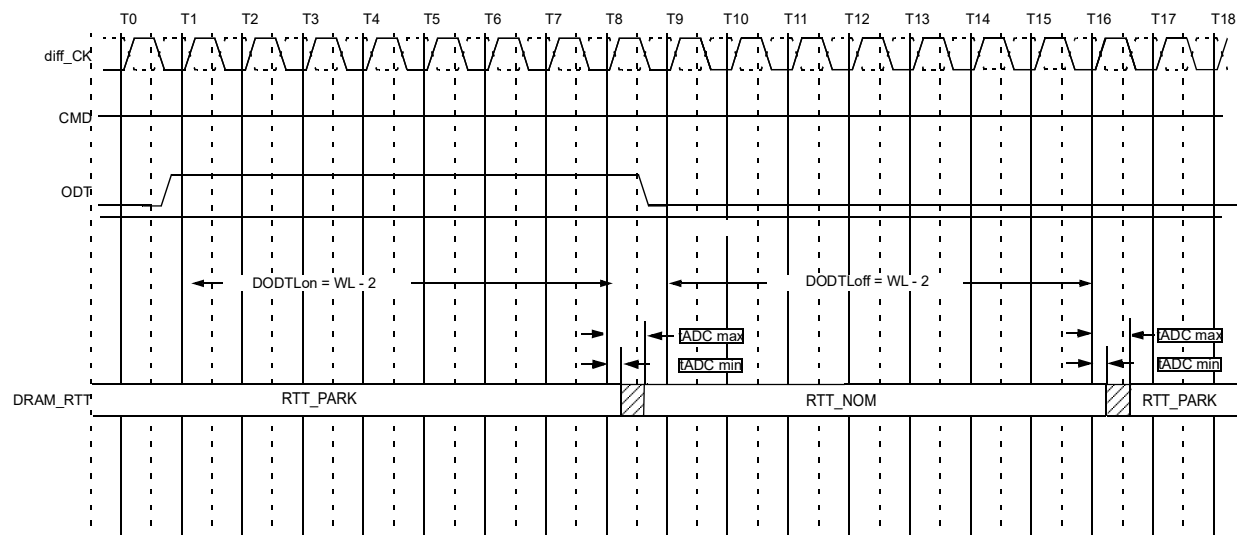 T0 T1 T2 T3 T4 T5 T6 T7 T8 T9 T10 T11 T12 T13 T14 T15 T16 T17 T18
diff_CK
CMD
ODT
DODTLon = WL - 2 DODTLoff = WL - 2
tADC max tADC max
tADC min tADC min
DRAM_RTT RTT_PARK RTT_NOM RTT_PARK